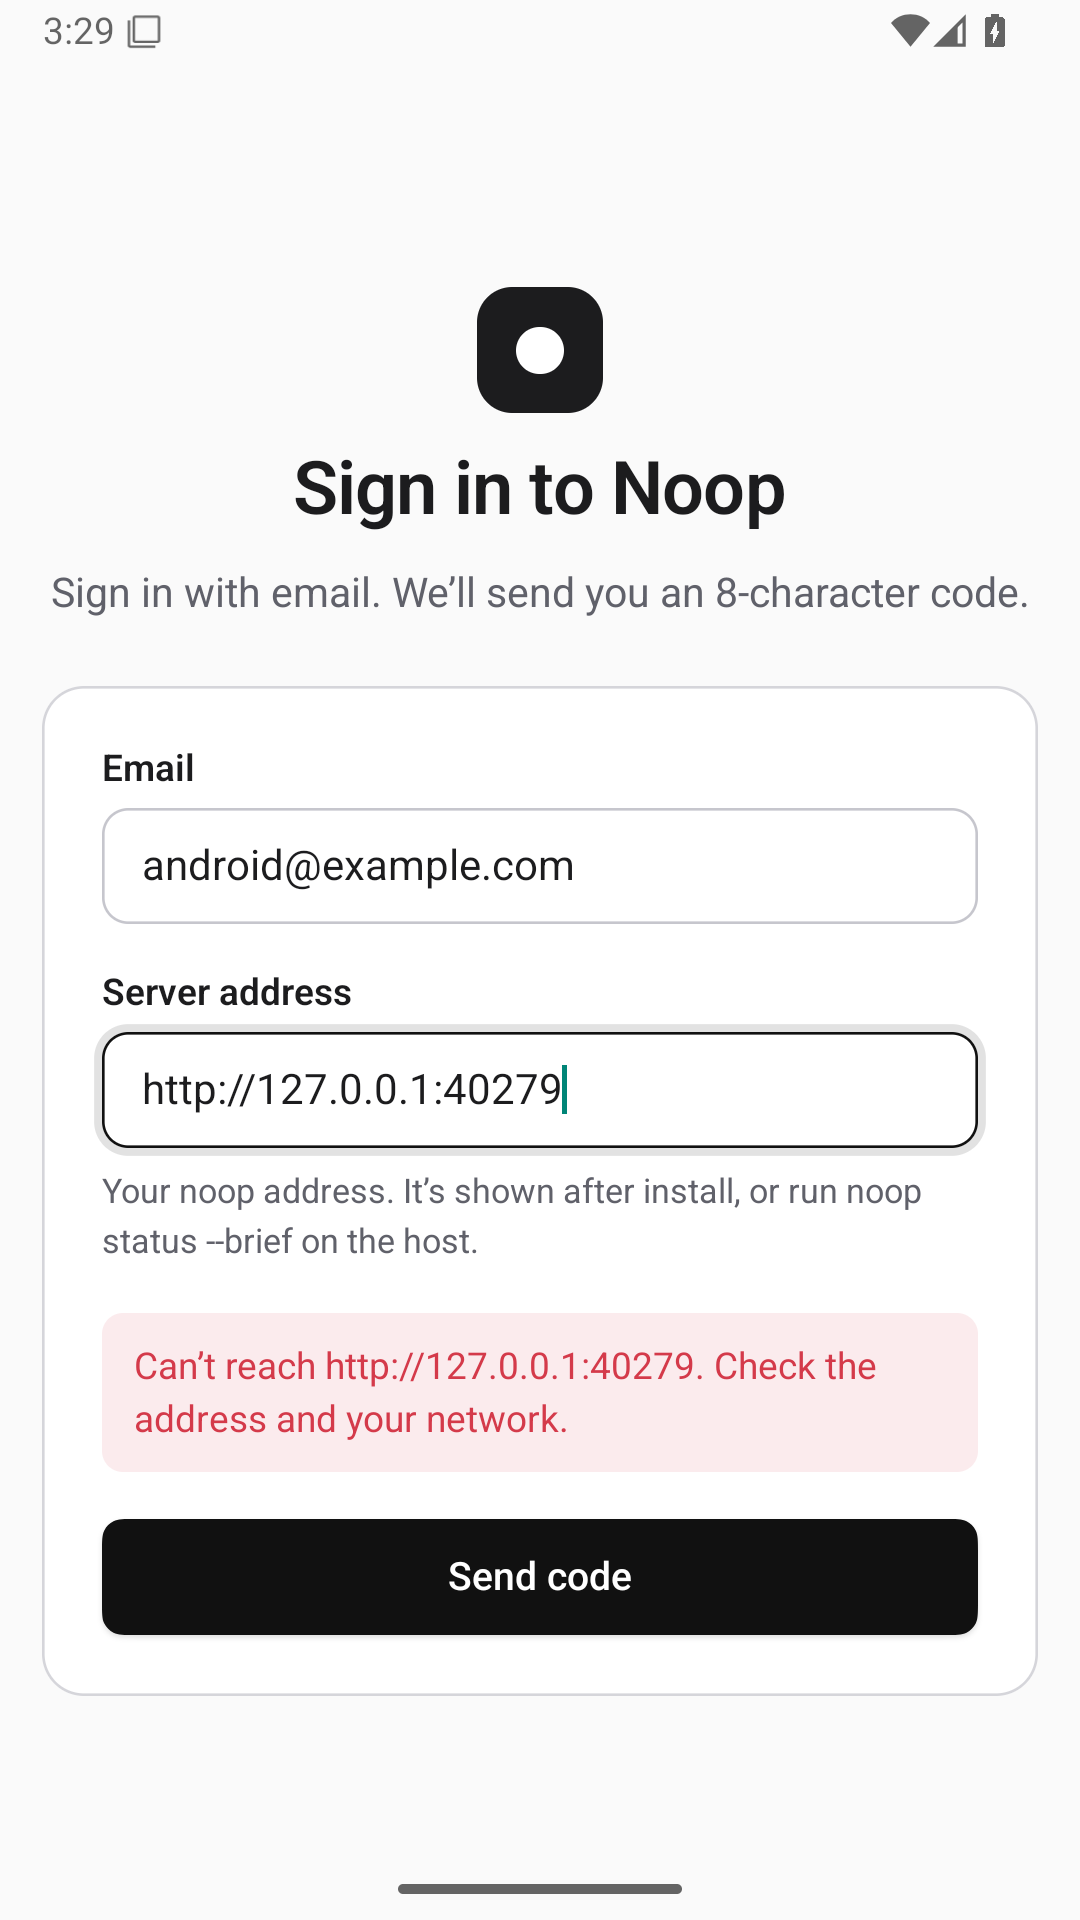 3:29
Sign in to Noop
Sign in with email. We’ll send you an 8-character code.
Email
android@example.com
Server address
http://127.0.0.1:40279
Your noop address. It’s shown after install, or run noop
status --brief on the host.
Can’t reach http://127.0.0.1:40279. Check the
address and your network.
Send code